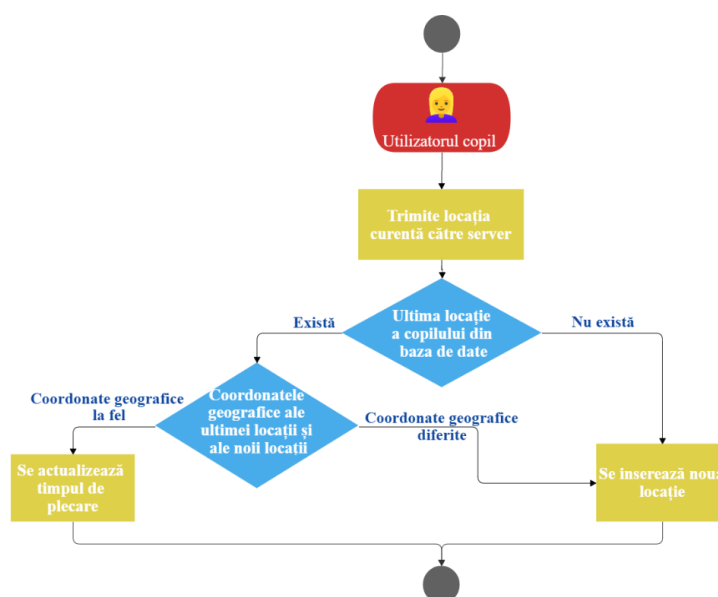 Utilizatorul copil
Trimite locația
curentă către server
Ultima locație
a copilului din
baza de date
Există
Nu există
Coordonatele
geografice ale
ultimei locații și
ale noii locații
Coordonate geografice
la fel
Coordonate geografice
diferite
Se actualizează
timpul de
plecare
Se inserează noua
locație